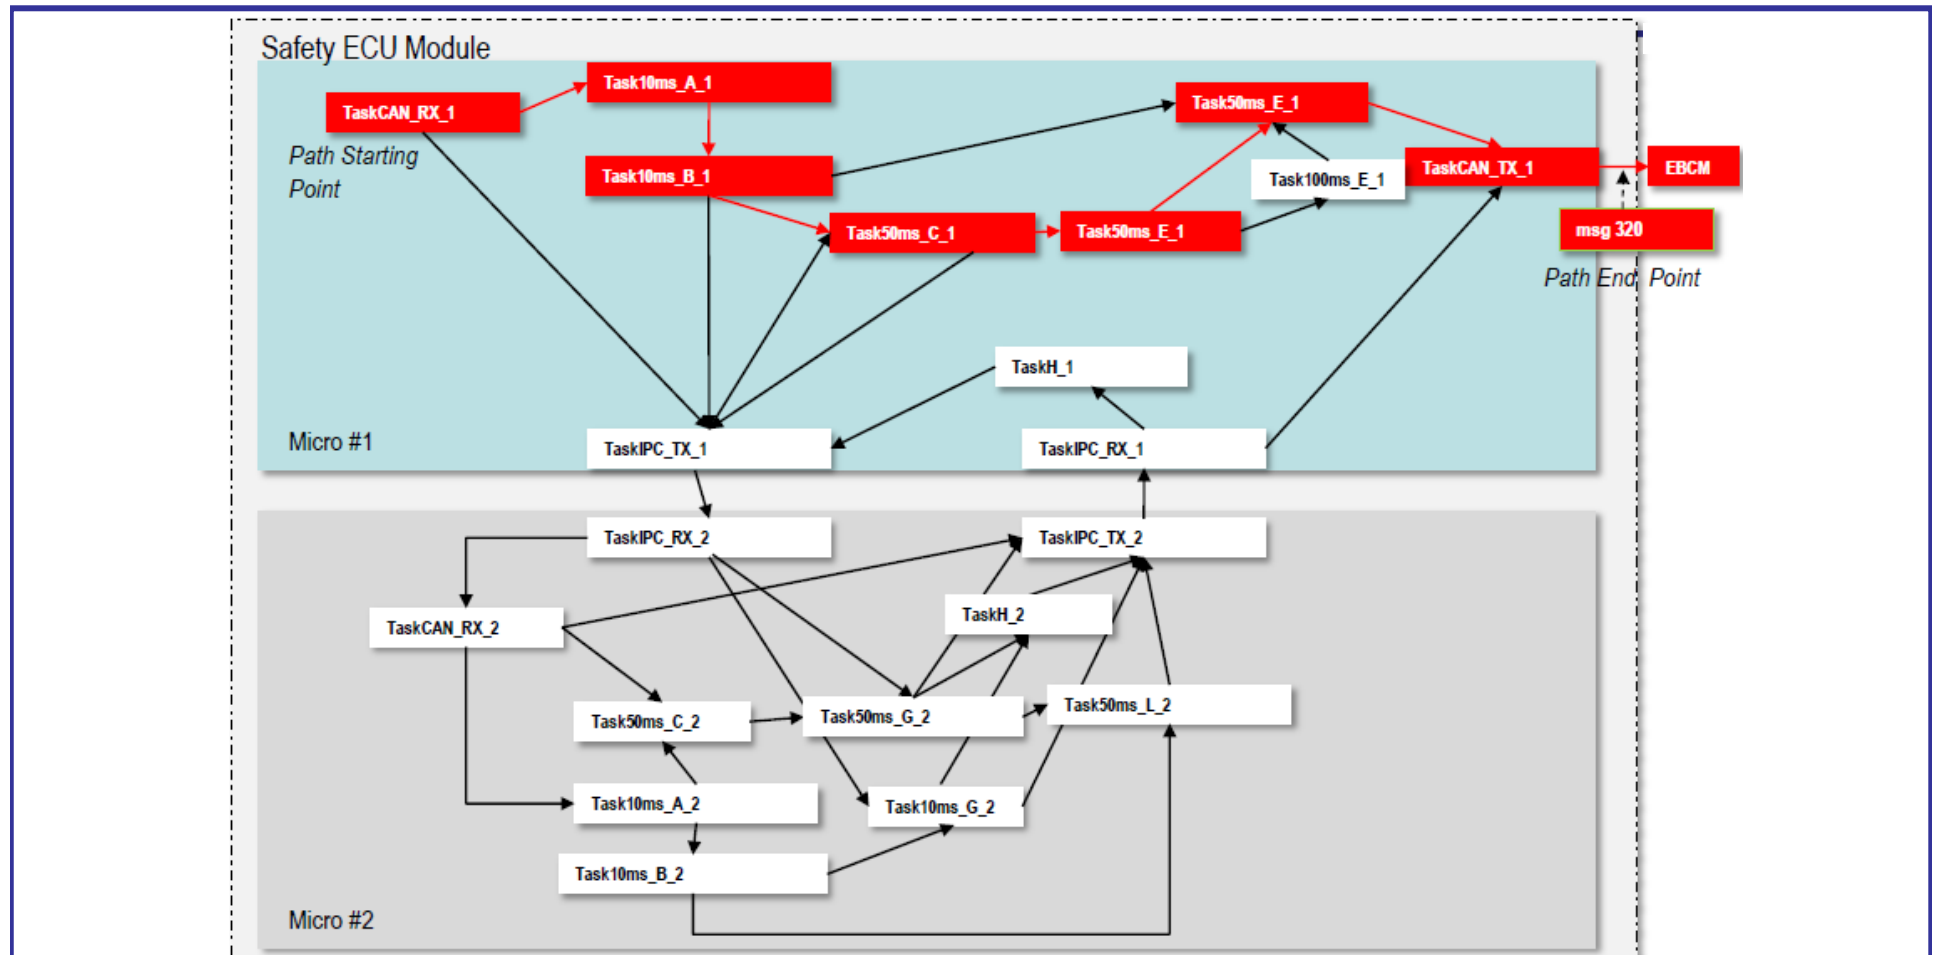 Safety ECU Module
Task10ms_A_1
TaskCAN_RX_1
Task50ms_E_1
Path Starting
Point
Task10ms_B_1
Task100ms_E_1
TaskCAN_TX_1
EBCM
Task50ms_C_1
Task50ms_E_1
msg 320
Path End Point
TaskH_1
Micro #1
TaskIPC_TX_1
TaskIPC_RX_1
TaskIPC_RX_2
TaskIPC_TX_2
TaskH_2
TaskCAN_RX_2
Task50ms_C_2
Task50ms_G_2
Task50ms_L_2
Task10ms_A_2
Task10ms_G_2
Task10ms_B_2
Micro #2